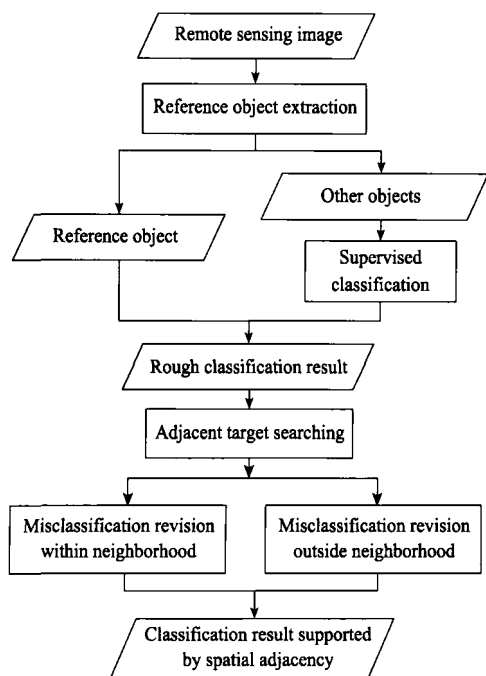 Remote sensing image
Reference object extraction
Other objects
Reference object
Supervised
classification
Rough classification result
Adjacent target searching
Misclassification revision
within neighborhood
Misclassification revision
outside neighborhood
Classification result supported
by spatial adjacency